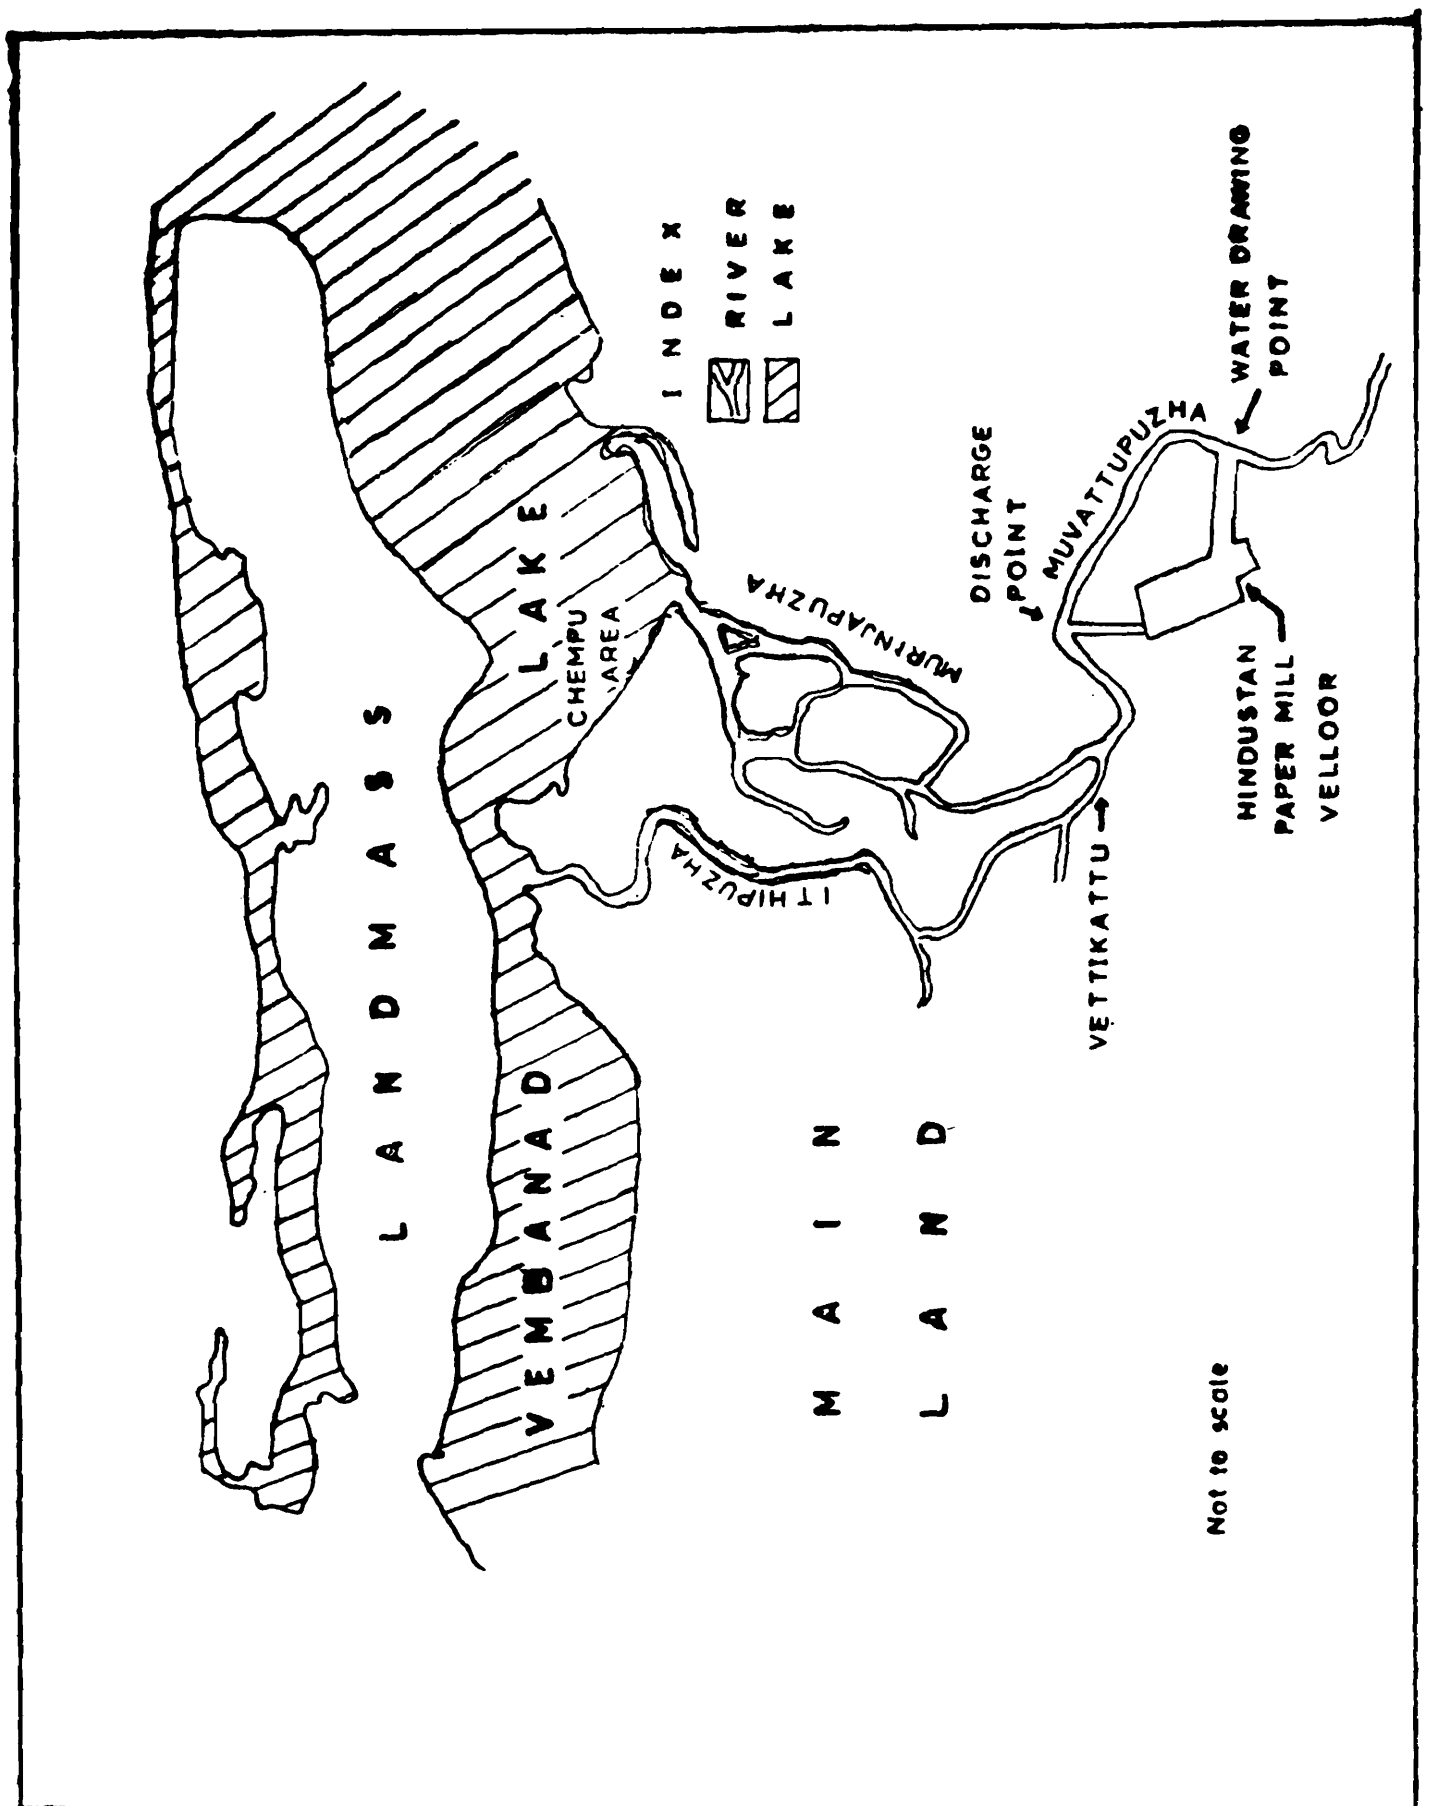 LANDMASS
VEMBANAD LAKE
CHEMPU
AREA
INDEX
RIVER
LAKE
MURINJAPUZHA
ITHIPUZHA
MAIN
LAND
DISCHARGE
POINT
MUVATTUPUZHA
VETTIKATTU
WATER DRAWING
POINT
HINDUSTAN
PAPER MILL
VELLOOR
Not to scale